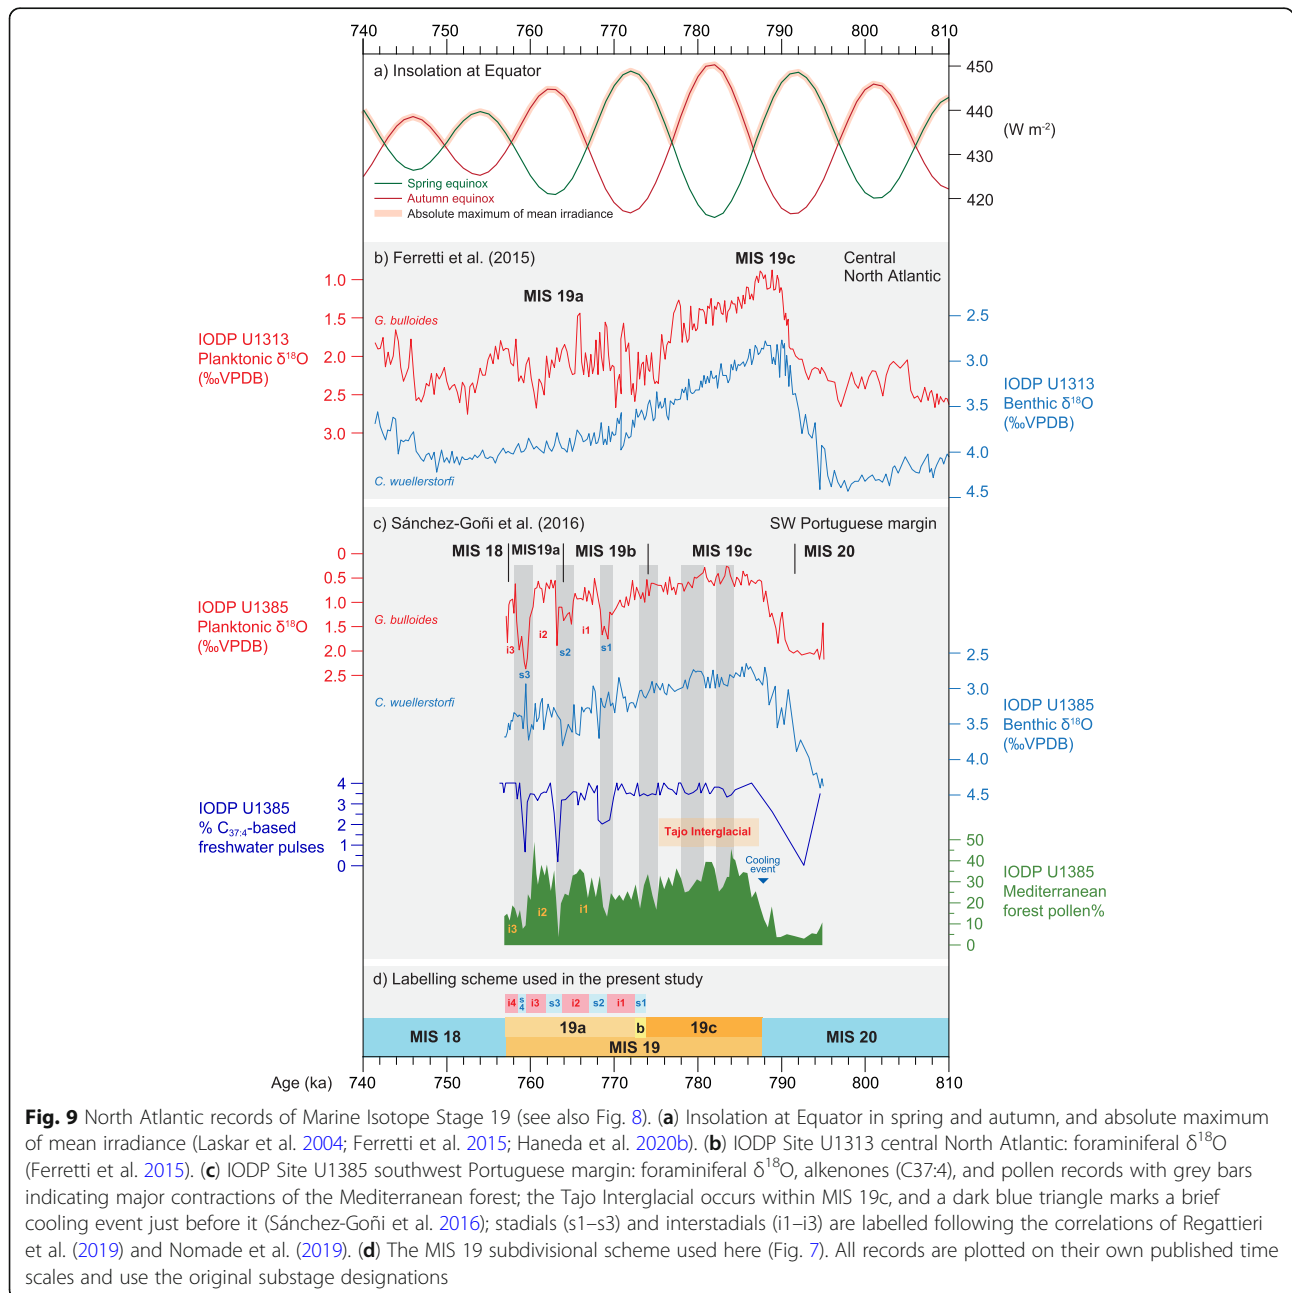 740 750 760 770 780 790 800 810
a) Insolation at Equator
450
440
(W m-2)
430
420
Spring equinox
Autumn equinox
Absolute maximum of mean irradiance
b) Ferretti et al. (2015)
MIS 19c
Central
North Atlantic
MIS 19a
1.0
1.5
2.0
2.5
3.0
G. bulloides
IODP U1313
Planktonic δ18O
(‰VPDB)
2.5
3.0
3.5
4.0
4.5
IODP U1313
Benthic δ18O
(‰VPDB)
C. wuellerstorfi
c) Sánchez-Goñi et al. (2016)
SW Portuguese margin
MIS 18 MIS19a MIS 19b MIS 19c MIS 20
0
0.5
1.0
1.5
2.0
2.5
IODP U1385
Planktonic δ18O
(‰VPDB)
G. bulloides
i3 s3 i2 s2 i1 s1
C. wuellerstorfi
2.5
3.0
3.5
4.0
4.5
IODP U1385
Benthic δ18O
(‰VPDB)
4
3
2
1
0
IODP U1385
% C37:4-based
freshwater pulses
Tajo Interglacial
Cooling
event
50
40
30
20
10
0
IODP U1385
Mediterranean
forest pollen%
i3 i2 i1
d) Labelling scheme used in the present study
i4 s4 i3 s3 i2 s2 i1 s1
19a b 19c
MIS 18 MIS 19 MIS 20
Age (ka) 740 750 760 770 780 790 800 810
Fig. 9 North Atlantic records of Marine Isotope Stage 19 (see also Fig. 8). (a) Insolation at Equator in spring and autumn, and absolute maximum
of mean irradiance (Laskar et al. 2004; Ferretti et al. 2015; Haneda et al. 2020b). (b) IODP Site U1313 central North Atlantic: foraminiferal δ18O
(Ferretti et al. 2015). (c) IODP Site U1385 southwest Portuguese margin: foraminiferal δ18O, alkenones (C37:4), and pollen records with grey bars
indicating major contractions of the Mediterranean forest; the Tajo Interglacial occurs within MIS 19c, and a dark blue triangle marks a brief
cooling event just before it (Sánchez-Goñi et al. 2016); stadials (s1–s3) and interstadials (i1–i3) are labelled following the correlations of Regattieri
et al. (2019) and Nomade et al. (2019). (d) The MIS 19 subdivisional scheme used here (Fig. 7). All records are plotted on their own published time
scales and use the original substage designations